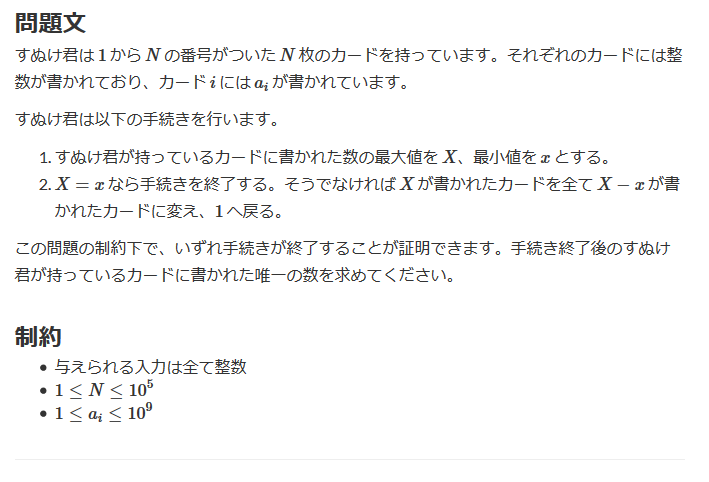 問題文
すぬけ君は 1 から N の番号がついた N 枚のカードを持っています。それぞれのカードには整
数が書かれており、カード i には a_i が書かれています。
すぬけ君は以下の手続きを行います。
1. すぬけ君が持っているカードに書かれた数の最大値を X、最小値を x とする。
2. X = x なら手続きを終了する。そうでなければ X が書かれたカードを全て X − x が書
かれたカードに変え、1 へ戻る。
この問題の制約下で、いずれ手続きが終了することが証明できます。手続き終了後のすぬけ
君が持っているカードに書かれた唯一の数を求めてください。
制約
• 与えられる入力は全て整数
• 1 ≤ N ≤ 10^5
• 1 ≤ a_i ≤ 10^9